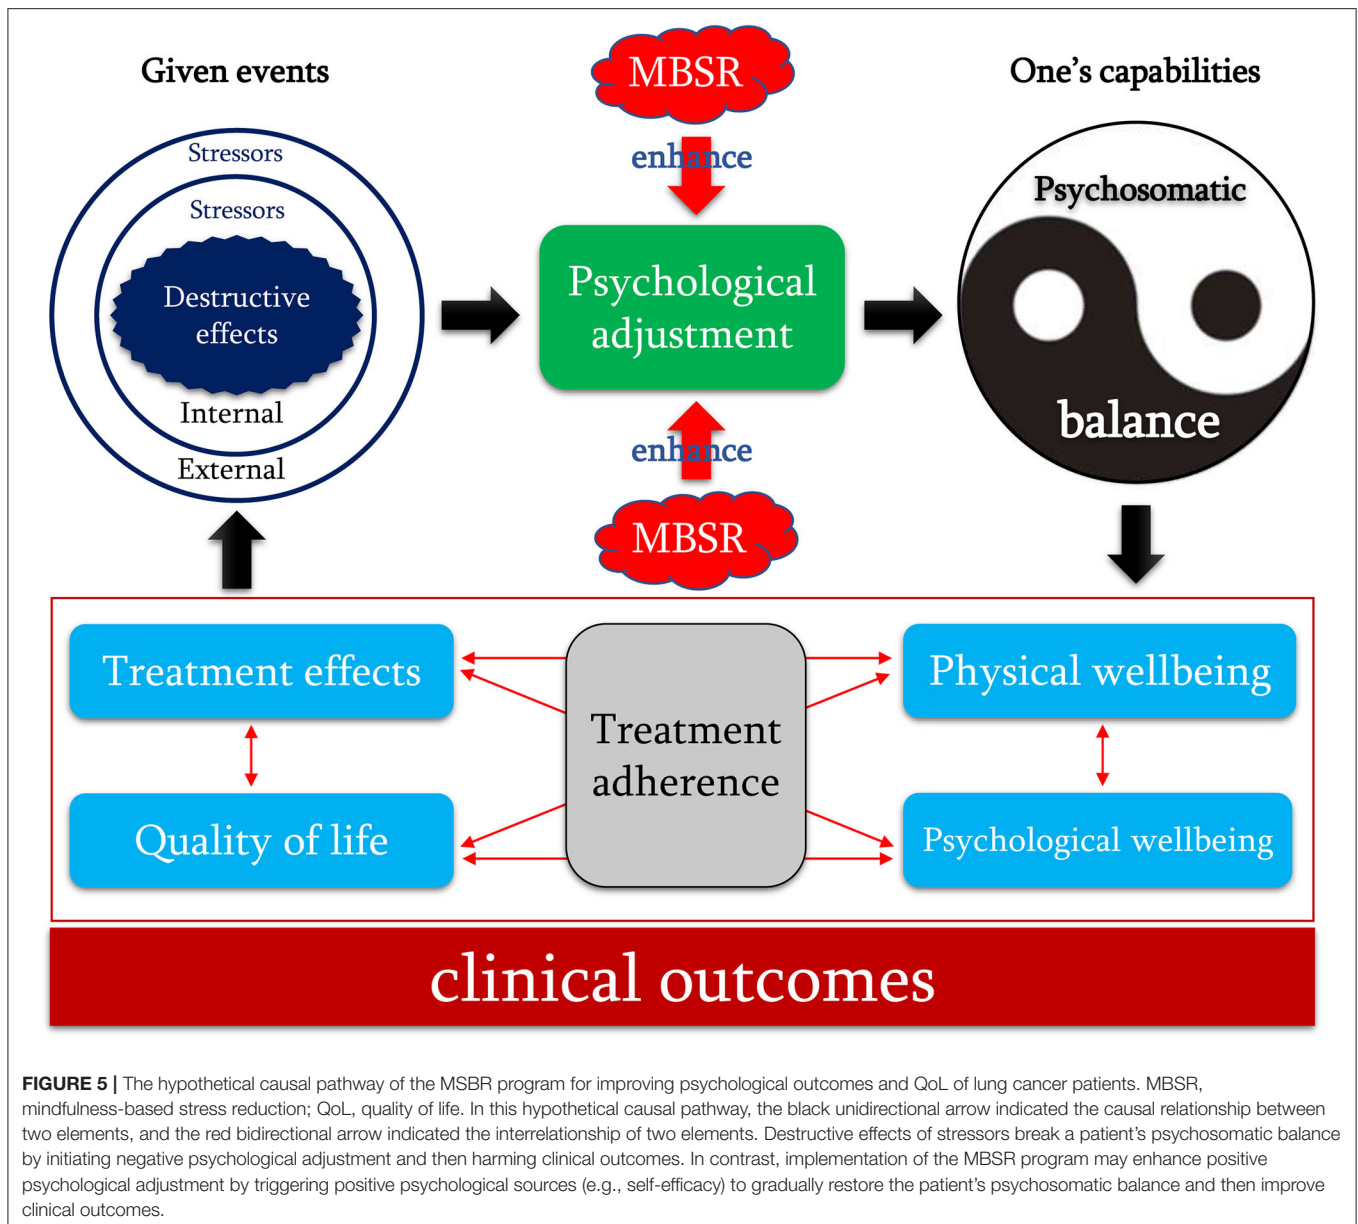 Given events
MBSR
One's capabilities
enhance
Stressors
Stressors
Destructive
effects
Internal
External
Psychological
adjustment
Psychosomatic
balance
enhance
MBSR
Treatment effects
Quality of life
Treatment
adherence
Physical wellbeing
Psychological wellbeing
clinical outcomes
FIGURE 5 | The hypothetical causal pathway of the MSBR program for improving psychological outcomes and QoL of lung cancer patients. MBSR,
mindfulness-based stress reduction; QoL, quality of life. In this hypothetical causal pathway, the black unidirectional arrow indicated the causal relationship between
two elements, and the red bidirectional arrow indicated the interrelationship of two elements. Destructive effects of stressors break a patient's psychosomatic balance
by initiating negative psychological adjustment and then harming clinical outcomes. In contrast, implementation of the MBSR program may enhance positive
psychological adjustment by triggering positive psychological sources (e.g., self-efficacy) to gradually restore the patient's psychosomatic balance and then improve
clinical outcomes.